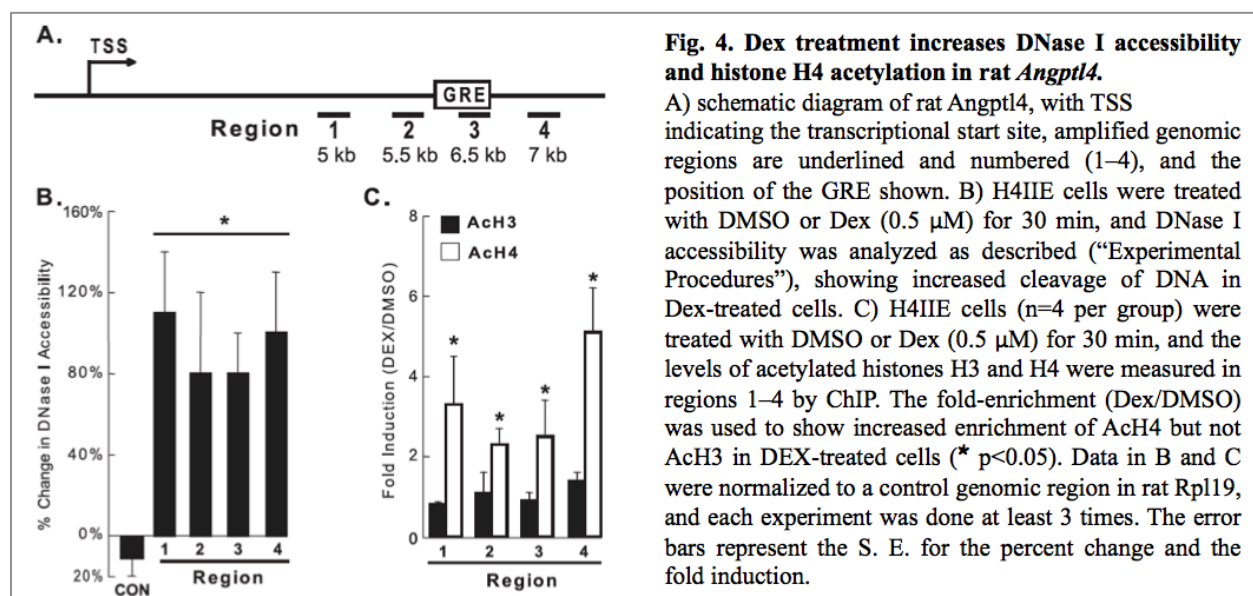 A.
TSS
GRE
Region 1 2 3 4
5 kb 5.5 kb 6.5 kb 7 kb
B.
% Change in DNase I Accessibility
160%
120%
80%
40%
0%
20%
*
CON
1 2 3 4
Region
C.
Fold Induction (DEX/DMSO)
8
6
4
2
0
AcH3
AcH4
* * * *
1 2 3 4
Region
Fig. 4. Dex treatment increases DNase I accessibility
and histone H4 acetylation in rat Angptl4.
A) schematic diagram of rat Angptl4, with TSS
indicating the transcriptional start site, amplified genomic
regions are underlined and numbered (1–4), and the
position of the GRE shown. B) H4IIE cells were treated
with DMSO or Dex (0.5 μM) for 30 min, and DNase I
accessibility was analyzed as described (“Experimental
Procedures”), showing increased cleavage of DNA in
Dex-treated cells. C) H4IIE cells (n=4 per group) were
treated with DMSO or Dex (0.5 μM) for 30 min, and the
levels of acetylated histones H3 and H4 were measured in
regions 1–4 by ChIP. The fold-enrichment (Dex/DMSO)
was used to show increased enrichment of AcH4 but not
AcH3 in DEX-treated cells (* p<0.05). Data in B and C
were normalized to a control genomic region in rat Rpl19,
and each experiment was done at least 3 times. The error
bars represent the S. E. for the percent change and the
fold induction.